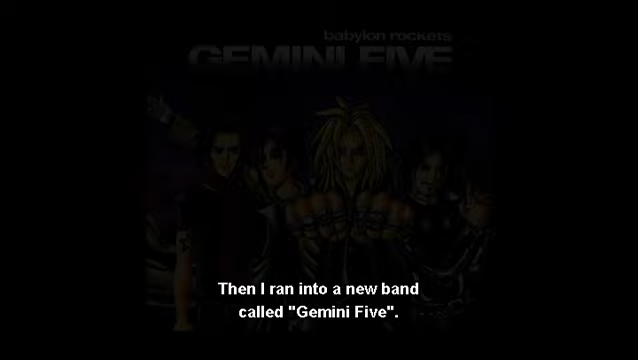 babylon rockets
GEMINI FIVE
Then I ran into a new band
called "Gemini Five".